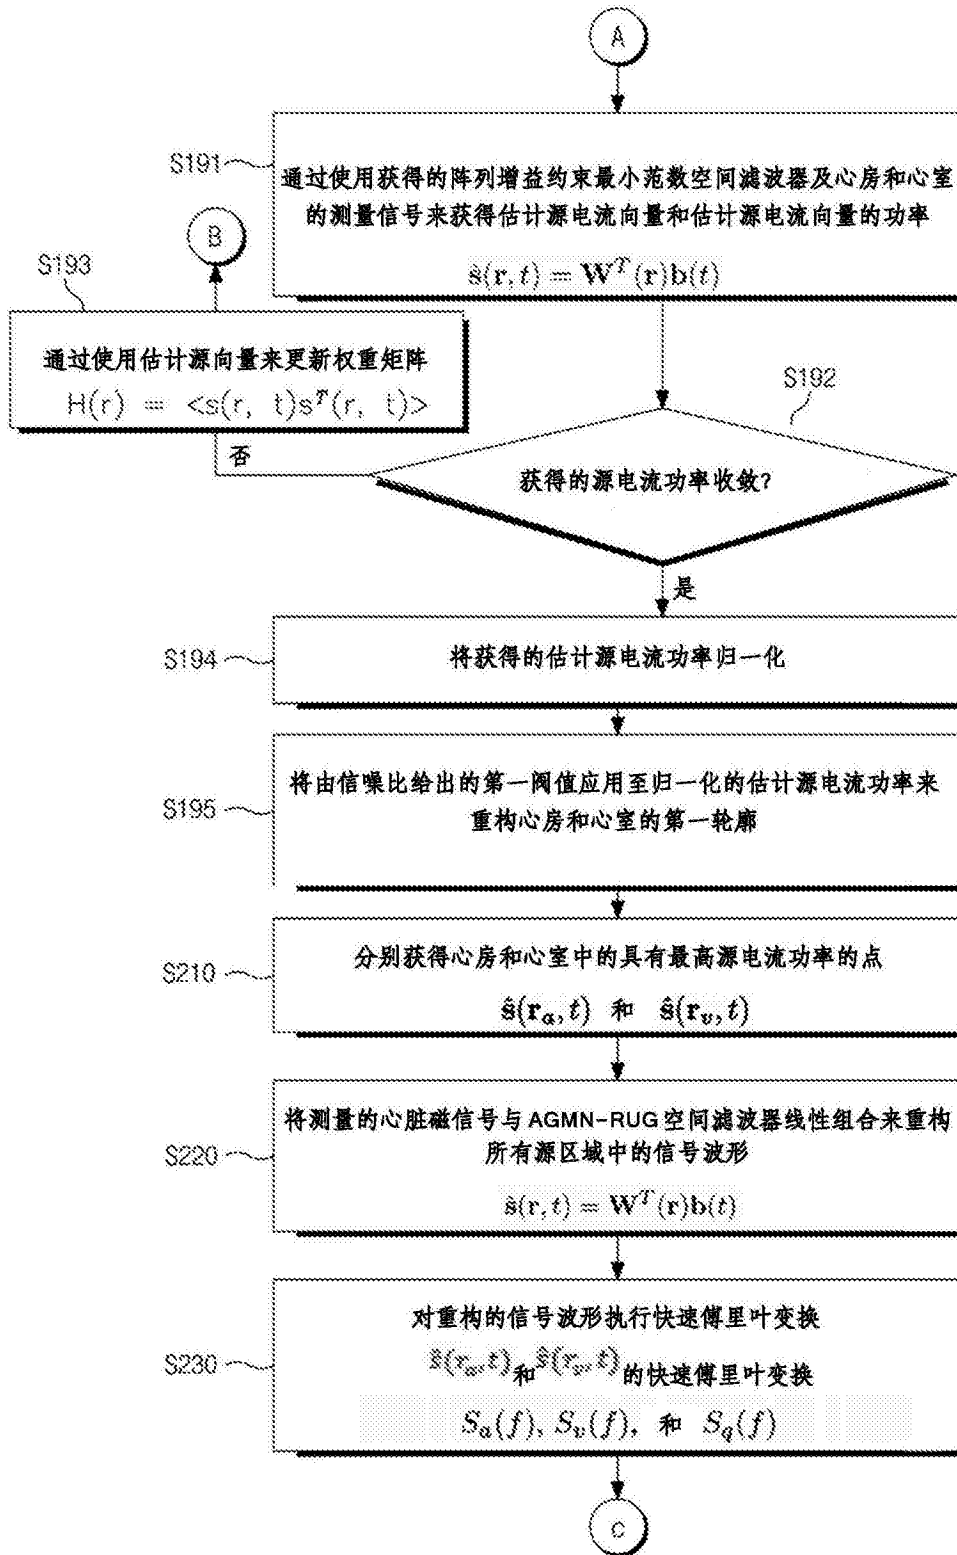 A
S191
通过使用获得的阵列增益约束最小范数空间滤波器及心房和心室
的测量信号来获得估计源电流向量和估计源电流向量的功率
ŝ(r,t) = W^T(r)b(t)
B
S193
通过使用估计源向量来更新权重矩阵
H(r) = <s(r, t)s^T(r, t)>
S192
否
获得的源电流功率收敛?
是
S194
将获得的估计源电流功率归一化
S195
将由信噪比给出的第一阀值应用至归一化的估计源电流功率来
重构心房和心室的第一轮廓
S210
分别获得心房和心室中的具有最高源电流功率的点
ŝ(r_a,t) 和 ŝ(r_v,t)
S220
将测量的心脏磁信号与AGMN-RUG空间滤波器线性组合来重构
所有源区域中的信号波形
ŝ(r,t) = W^T(r)b(t)
S230
对重构的信号波形执行快速傅里叶变换
ŝ(r_a,t)和ŝ(r_v,t)的快速傅里叶变换
S_a(f), S_v(f), 和 S_q(f)
C